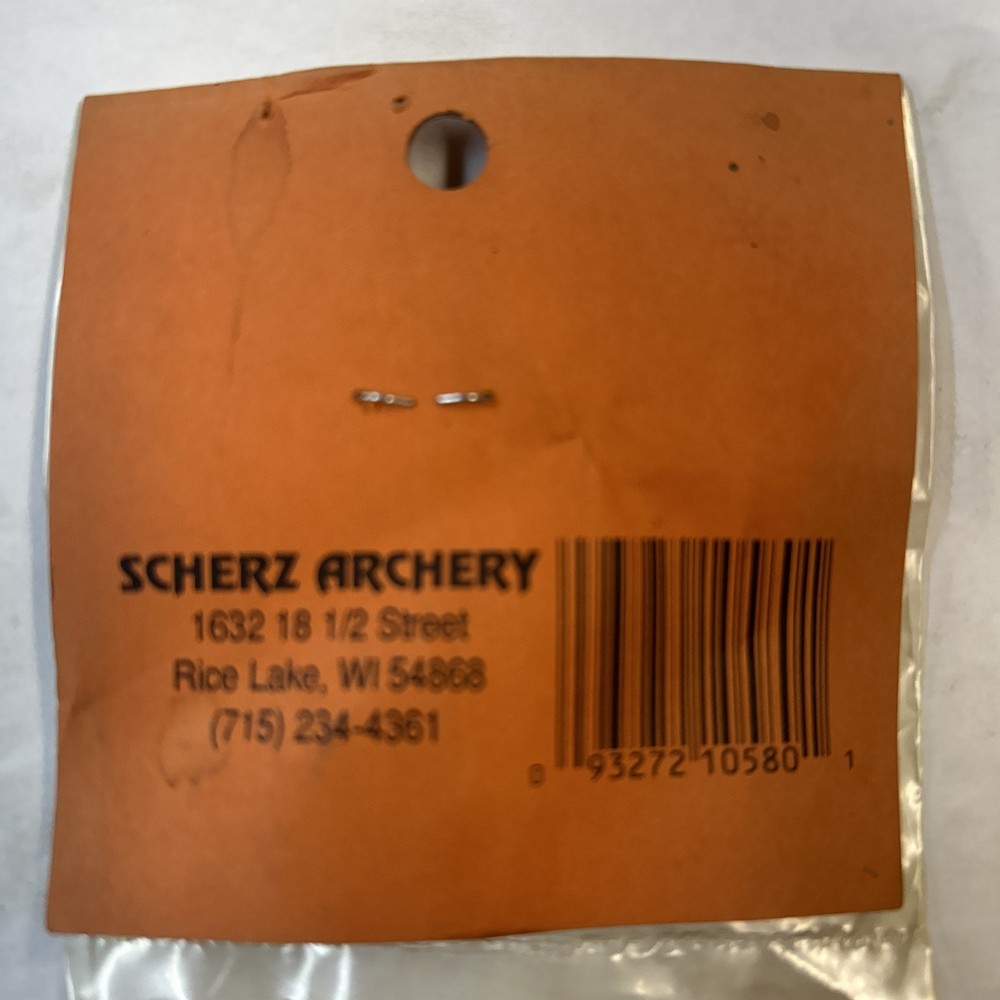 SCHERZ ARCHERY
1632 18 1/2 Street
Rice Lake, WI 54868
(715) 234-4361
0 93272 10580 1